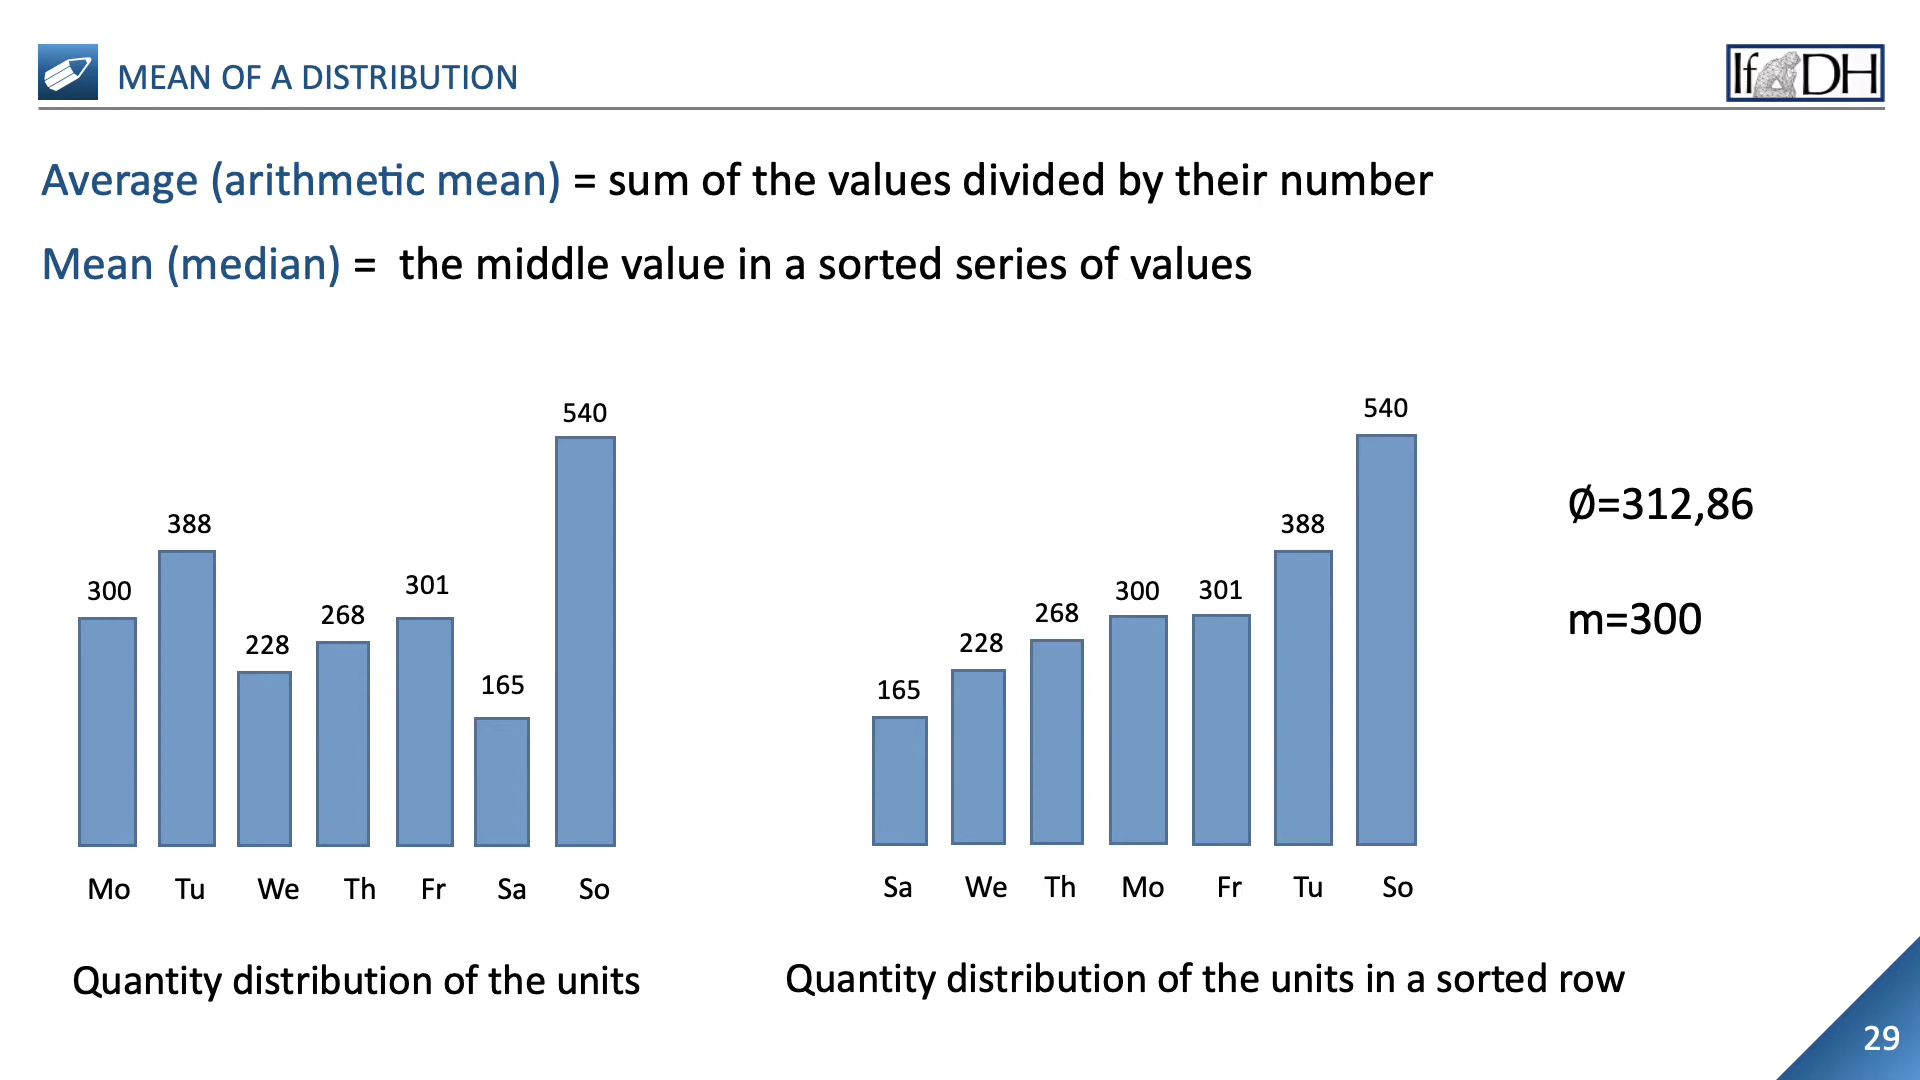 MEAN OF A DISTRIBUTION
If DH
Average (arithmetic mean) = sum of the values divided by their number
Mean (median) = the middle value in a sorted series of values
300 388 228 268 301 165 540
Mo Tu We Th Fr Sa So
Quantity distribution of the units
165 228 268 300 301 388 540
Sa We Th Mo Fr Tu So
Quantity distribution of the units in a sorted row
Ø=312,86
m=300
29